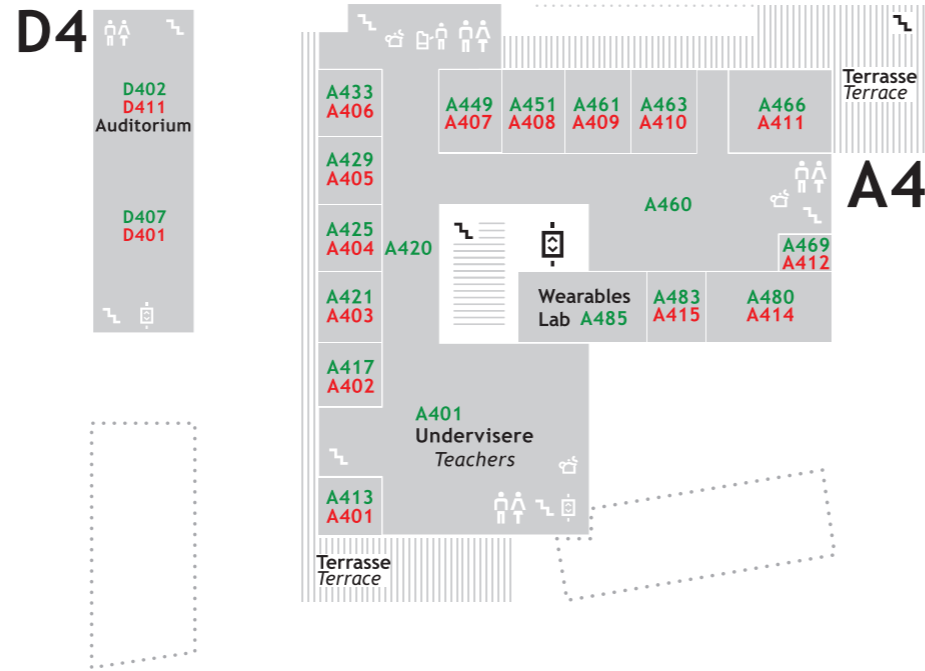 D4
D402
D411
Auditorium
D407
D401
A433
A406
A429
A405
A425
A404
A420
A421
A403
A417
A402
A401
Undervisere
Teachers
A413
A401
Terrasse
Terrace
A449
A407
A451
A408
A461
A409
A463
A410
A466
A411
Terrasse
Terrace
A4
A460
A469
A412
Wearables
Lab A485
A483
A415
A480
A414